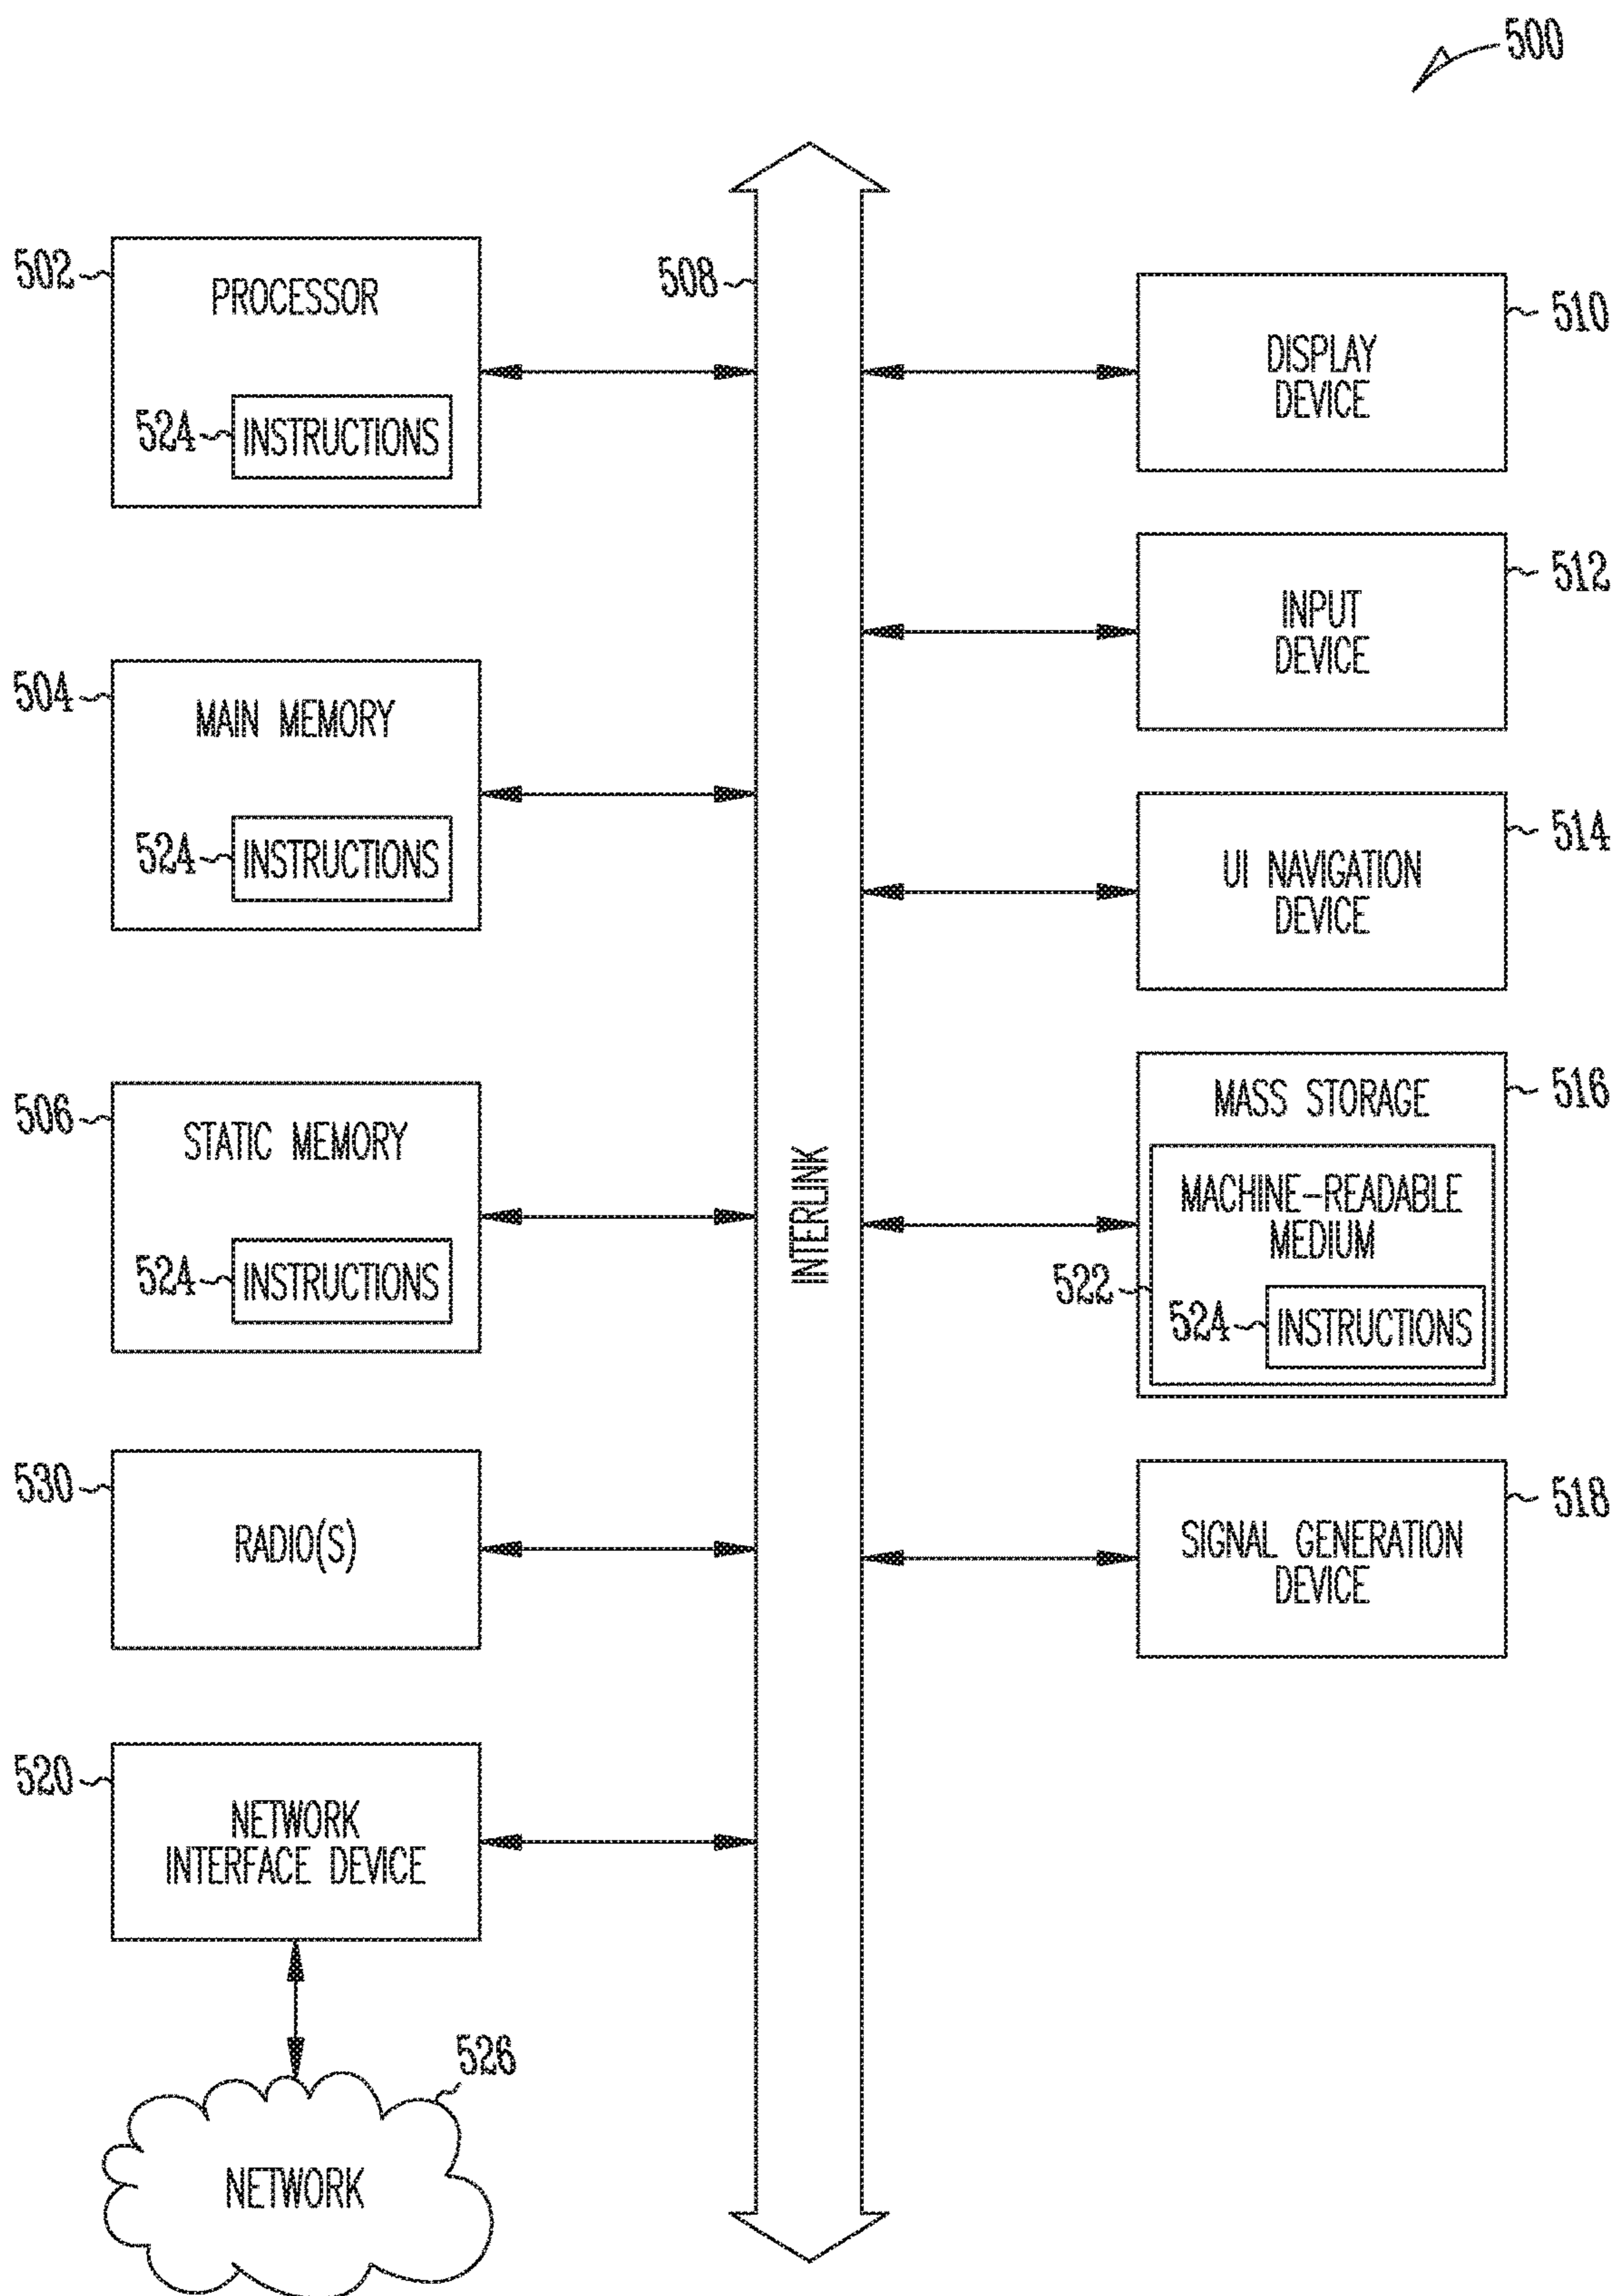 500
502
PROCESSOR
524
INSTRUCTIONS
504
MAIN MEMORY
524
INSTRUCTIONS
506
STATIC MEMORY
524
INSTRUCTIONS
530
RADIO(S)
520
NETWORK
INTERFACE DEVICE
526
NETWORK
508
INTERLINK
510
DISPLAY
DEVICE
512
INPUT
DEVICE
514
UI NAVIGATION
DEVICE
516
MASS STORAGE
MACHINE-READABLE
MEDIUM
522
524
INSTRUCTIONS
518
SIGNAL GENERATION
DEVICE